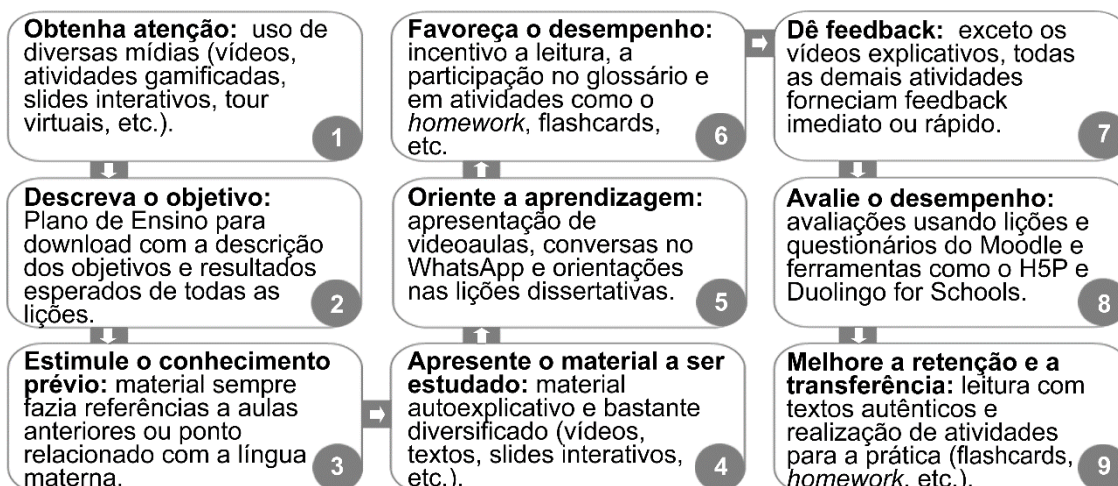 Obtenha atenção: uso de
diversas mídias (vídeos,
atividades gamificadas,
slides interativos, tour
virtuais, etc.).
1
Descreva o objetivo:
Plano de Ensino para
download com a descrição
dos objetivos e resultados
esperados de todas as
lições.
2
Estimule o conhecimento
prévio: material sempre
fazia referências a aulas
anteriores ou ponto
relacionado com a língua
materna.
3
Apresente o material a ser
estudado: material
autoexplicativo e bastante
diversificado (vídeos,
textos, slides interativos,
etc.).
4
Oriente a aprendizagem:
apresentação de
videoaulas, conversas no
WhatsApp e orientações
nas lições dissertativas.
5
Favoreça o desempenho:
incentivo a leitura, a
participação no glossário e
em atividades como o
homework, flashcards,
etc.
6
Dê feedback: exceto os
vídeos explicativos, todas
as demais atividades
forneciam feedback
imediato ou rápido.
7
Avalie o desempenho:
avaliações usando lições e
questionários do Moodle e
ferramentas como o H5P e
Duolingo for Schools.
8
Melhore a retenção e a
transferência: leitura com
textos autênticos e
realização de atividades
para a prática (flashcards,
homework, etc.).
9